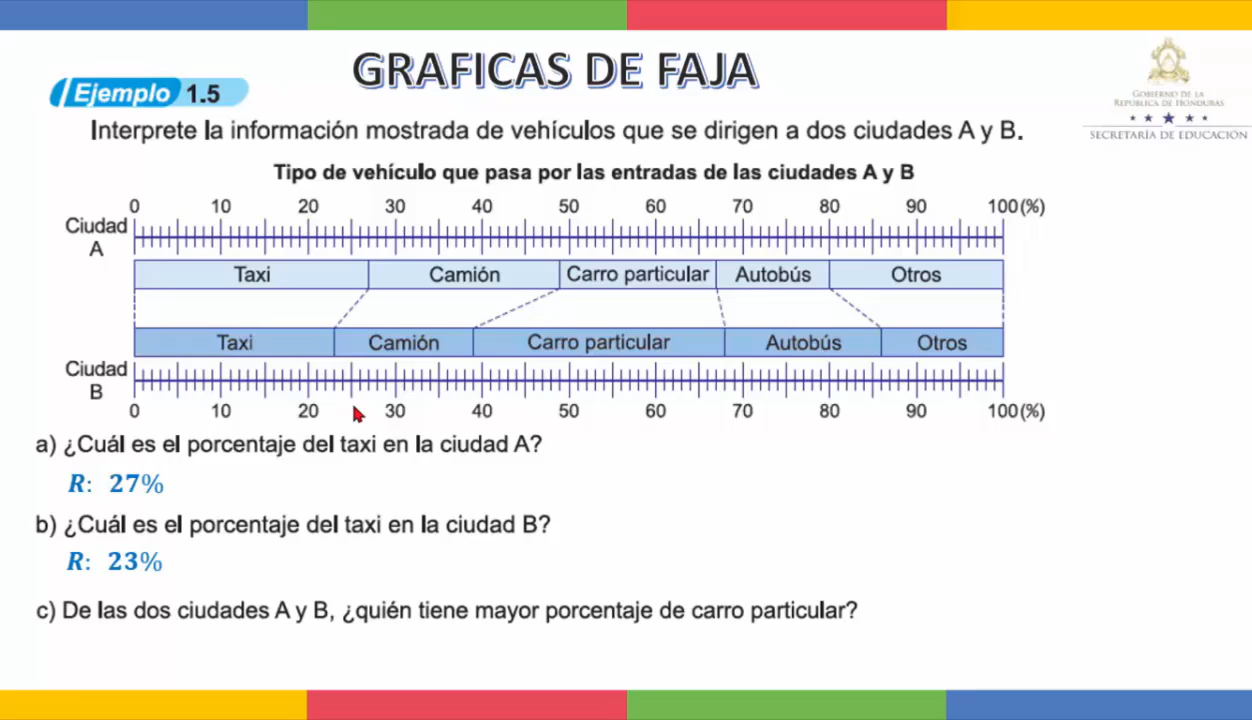 GRAFICAS DE FAJA
Ejemplo 1.5
GOBIERNO DE LA
REPÚBLICA DE HONDURAS
SECRETARÍA DE EDUCACIÓN
Interprete la información mostrada de vehículos que se dirigen a dos ciudades A y B.
Tipo de vehículo que pasa por las entradas de las ciudades A y B
0 10 20 30 40 50 60 70 80 90 100 (%)
Ciudad
A
Taxi Camión Carro particular Autobús Otros
Taxi Camión Carro particular Autobús Otros
Ciudad
B
0 10 20 30 40 50 60 70 80 90 100 (%)
a) ¿Cuál es el porcentaje del taxi en la ciudad A?
R: 27%
b) ¿Cuál es el porcentaje del taxi en la ciudad B?
R: 23%
c) De las dos ciudades A y B, ¿quién tiene mayor porcentaje de carro particular?